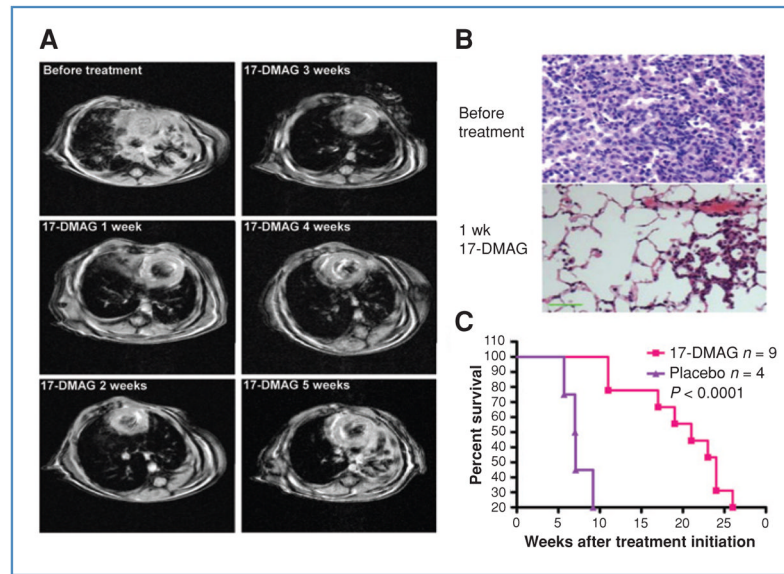 A
Before treatment
17-DMAG 3 weeks
17-DMAG 1 week
17-DMAG 4 weeks
17-DMAG 2 weeks
17-DMAG 5 weeks
B
Before
treatment
1 wk
17-DMAG
C
110
100
90
80
70
60
50
40
50
40
30
20
Percent survival
17-DMAG n = 9
Placebo n = 4
P < 0.0001
0 5 10 15 20 25 0
Weeks after treatment initiation